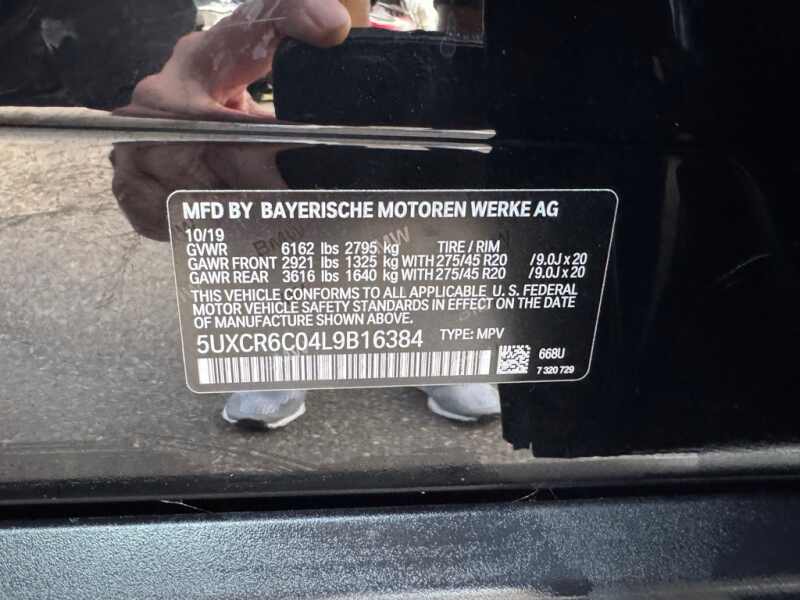 MFD BY BAYERISCHE MOTOREN WERKE AG
10/19
GVWR 6162 lbs 2795 kg TIRE / RIM
GAWR FRONT 2921 lbs 1325 kg WITH 275/45 R20 /9.0J x 20
GAWR REAR 3616 lbs 1640 kg WITH 275/45 R20 /9.0J x 20
THIS VEHICLE CONFORMS TO ALL APPLICABLE U. S. FEDERAL
MOTOR VEHICLE SAFETY STANDARDS IN EFFECT ON THE DATE
OF MANUFACTURE SHOWN ABOVE.
5UXCR6C04L9B16384 TYPE: MPV
668U
7 320 729